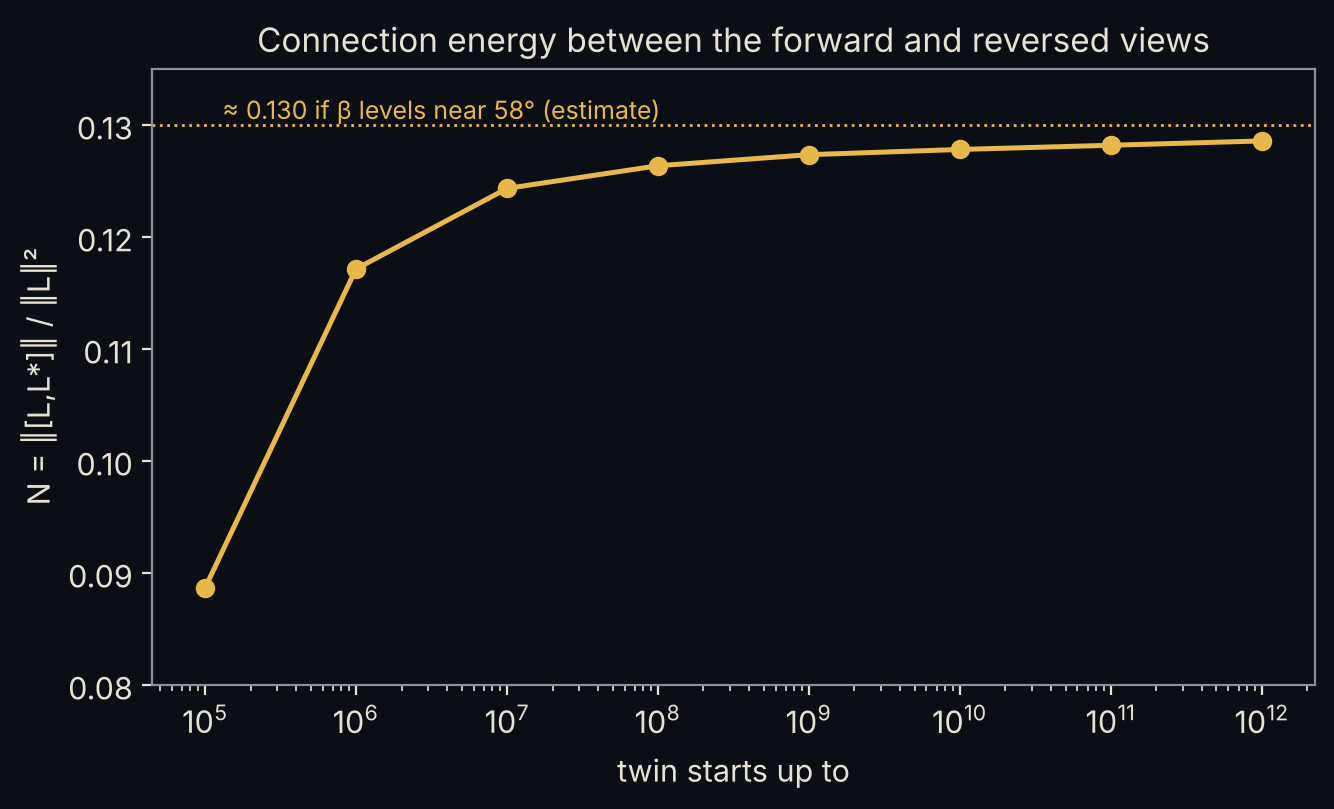 Connection energy between the forward and reversed views
≈ 0.130 if β levels near 58° (estimate)
0.13
0.12
0.11
0.10
0.09
0.08
N = ‖[L,L*]‖ / ‖L‖²
10⁵ 10⁶ 10⁷ 10⁸ 10⁹ 10¹⁰ 10¹¹ 10¹²
twin starts up to